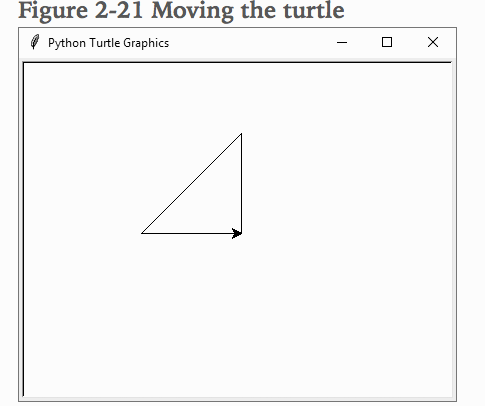 Figure 2-21 Moving the turtle
Python Turtle Graphics